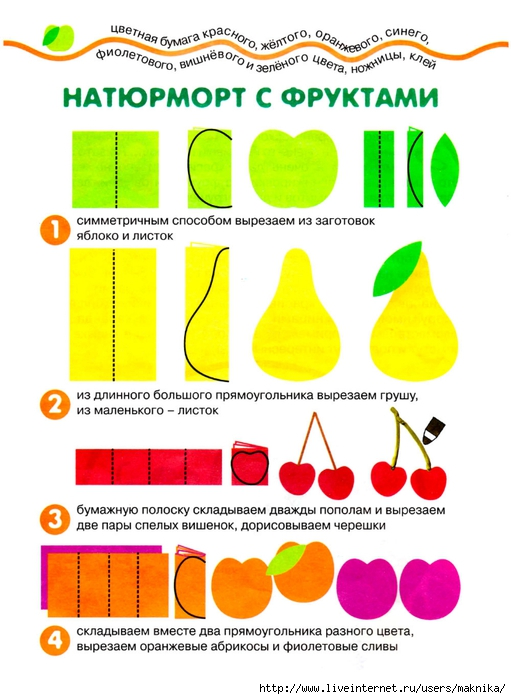 цветная бумага красного, жёлтого, оранжевого, синего,
фиолетового, вишнёвого и зелёного цвета, ножницы, клей
НАТЮРМОРТ С ФРУКТАМИ
1 симметричным способом вырезаем из заготовок
яблоко и листок
2 из длинного большого прямоугольника вырезаем грушу,
из маленького – листок
3 бумажную полоску складываем дважды пополам и вырезаем
две пары спелых вишенок, дорисовываем черешки
4 складываем вместе два прямоугольника разного цвета,
вырезаем оранжевые абрикосы и фиолетовые сливы
http://www.liveinternet.ru/users/maknika/